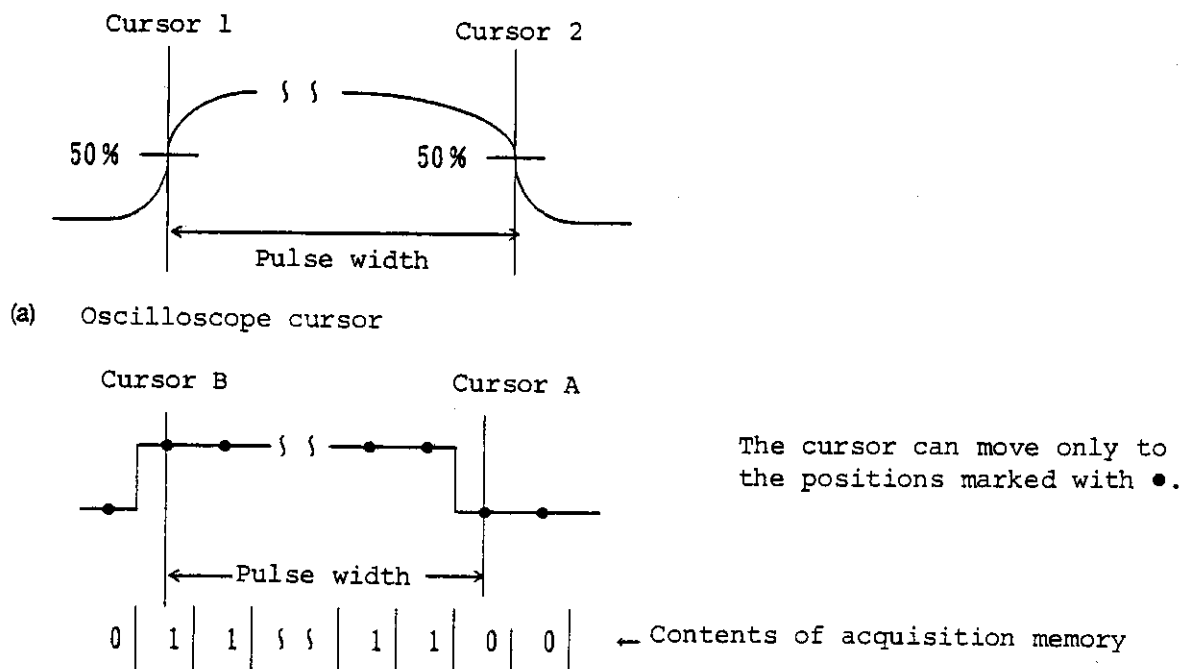 Cursor 1
Cursor 2
50%
50%
Pulse width
(a) Oscilloscope cursor
Cursor B
Cursor A
The cursor can move only to
the positions marked with ●.
Pulse width
0 1 1 1 1 0 0 ← Contents of acquisition memory